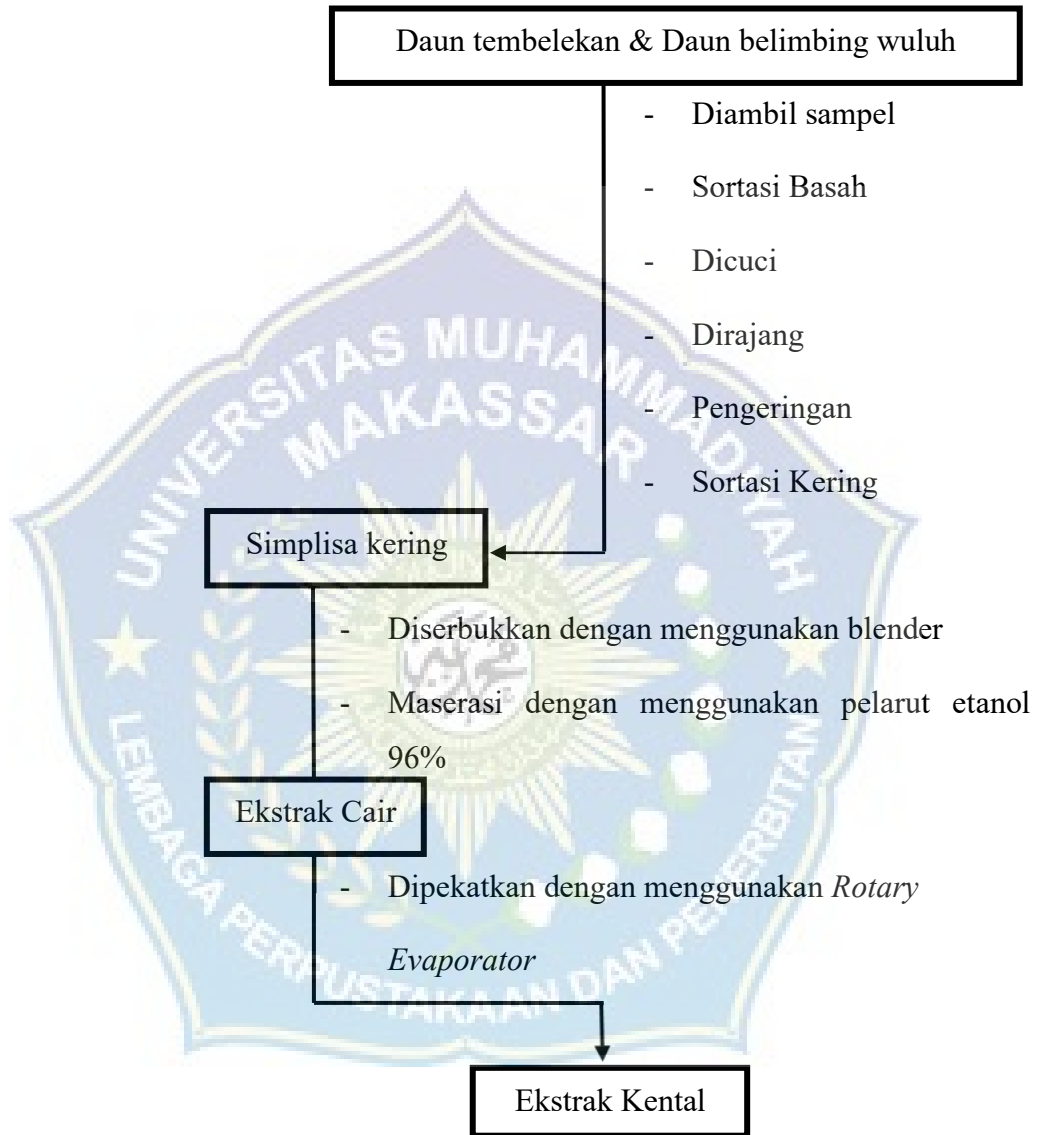 Daun tembelekan & Daun belimbing wuluh
- Diambil sampel
- Sortasi Basah
- Dicuci
- Dirajang
- Pengeringan
- Sortasi Kering
Simplisa kering
- Diserbukkan dengan menggunakan blender
- Maserasi dengan menggunakan pelarut etanol
96%
Ekstrak Cair
- Dipekatkan dengan menggunakan Rotary
Evaporator
Ekstrak Kental
UNIVERSITAS MUHAMMADIYAH
MAKASSAR
LEMBAGA PERPUSTAKAAN DAN PENERBITAN